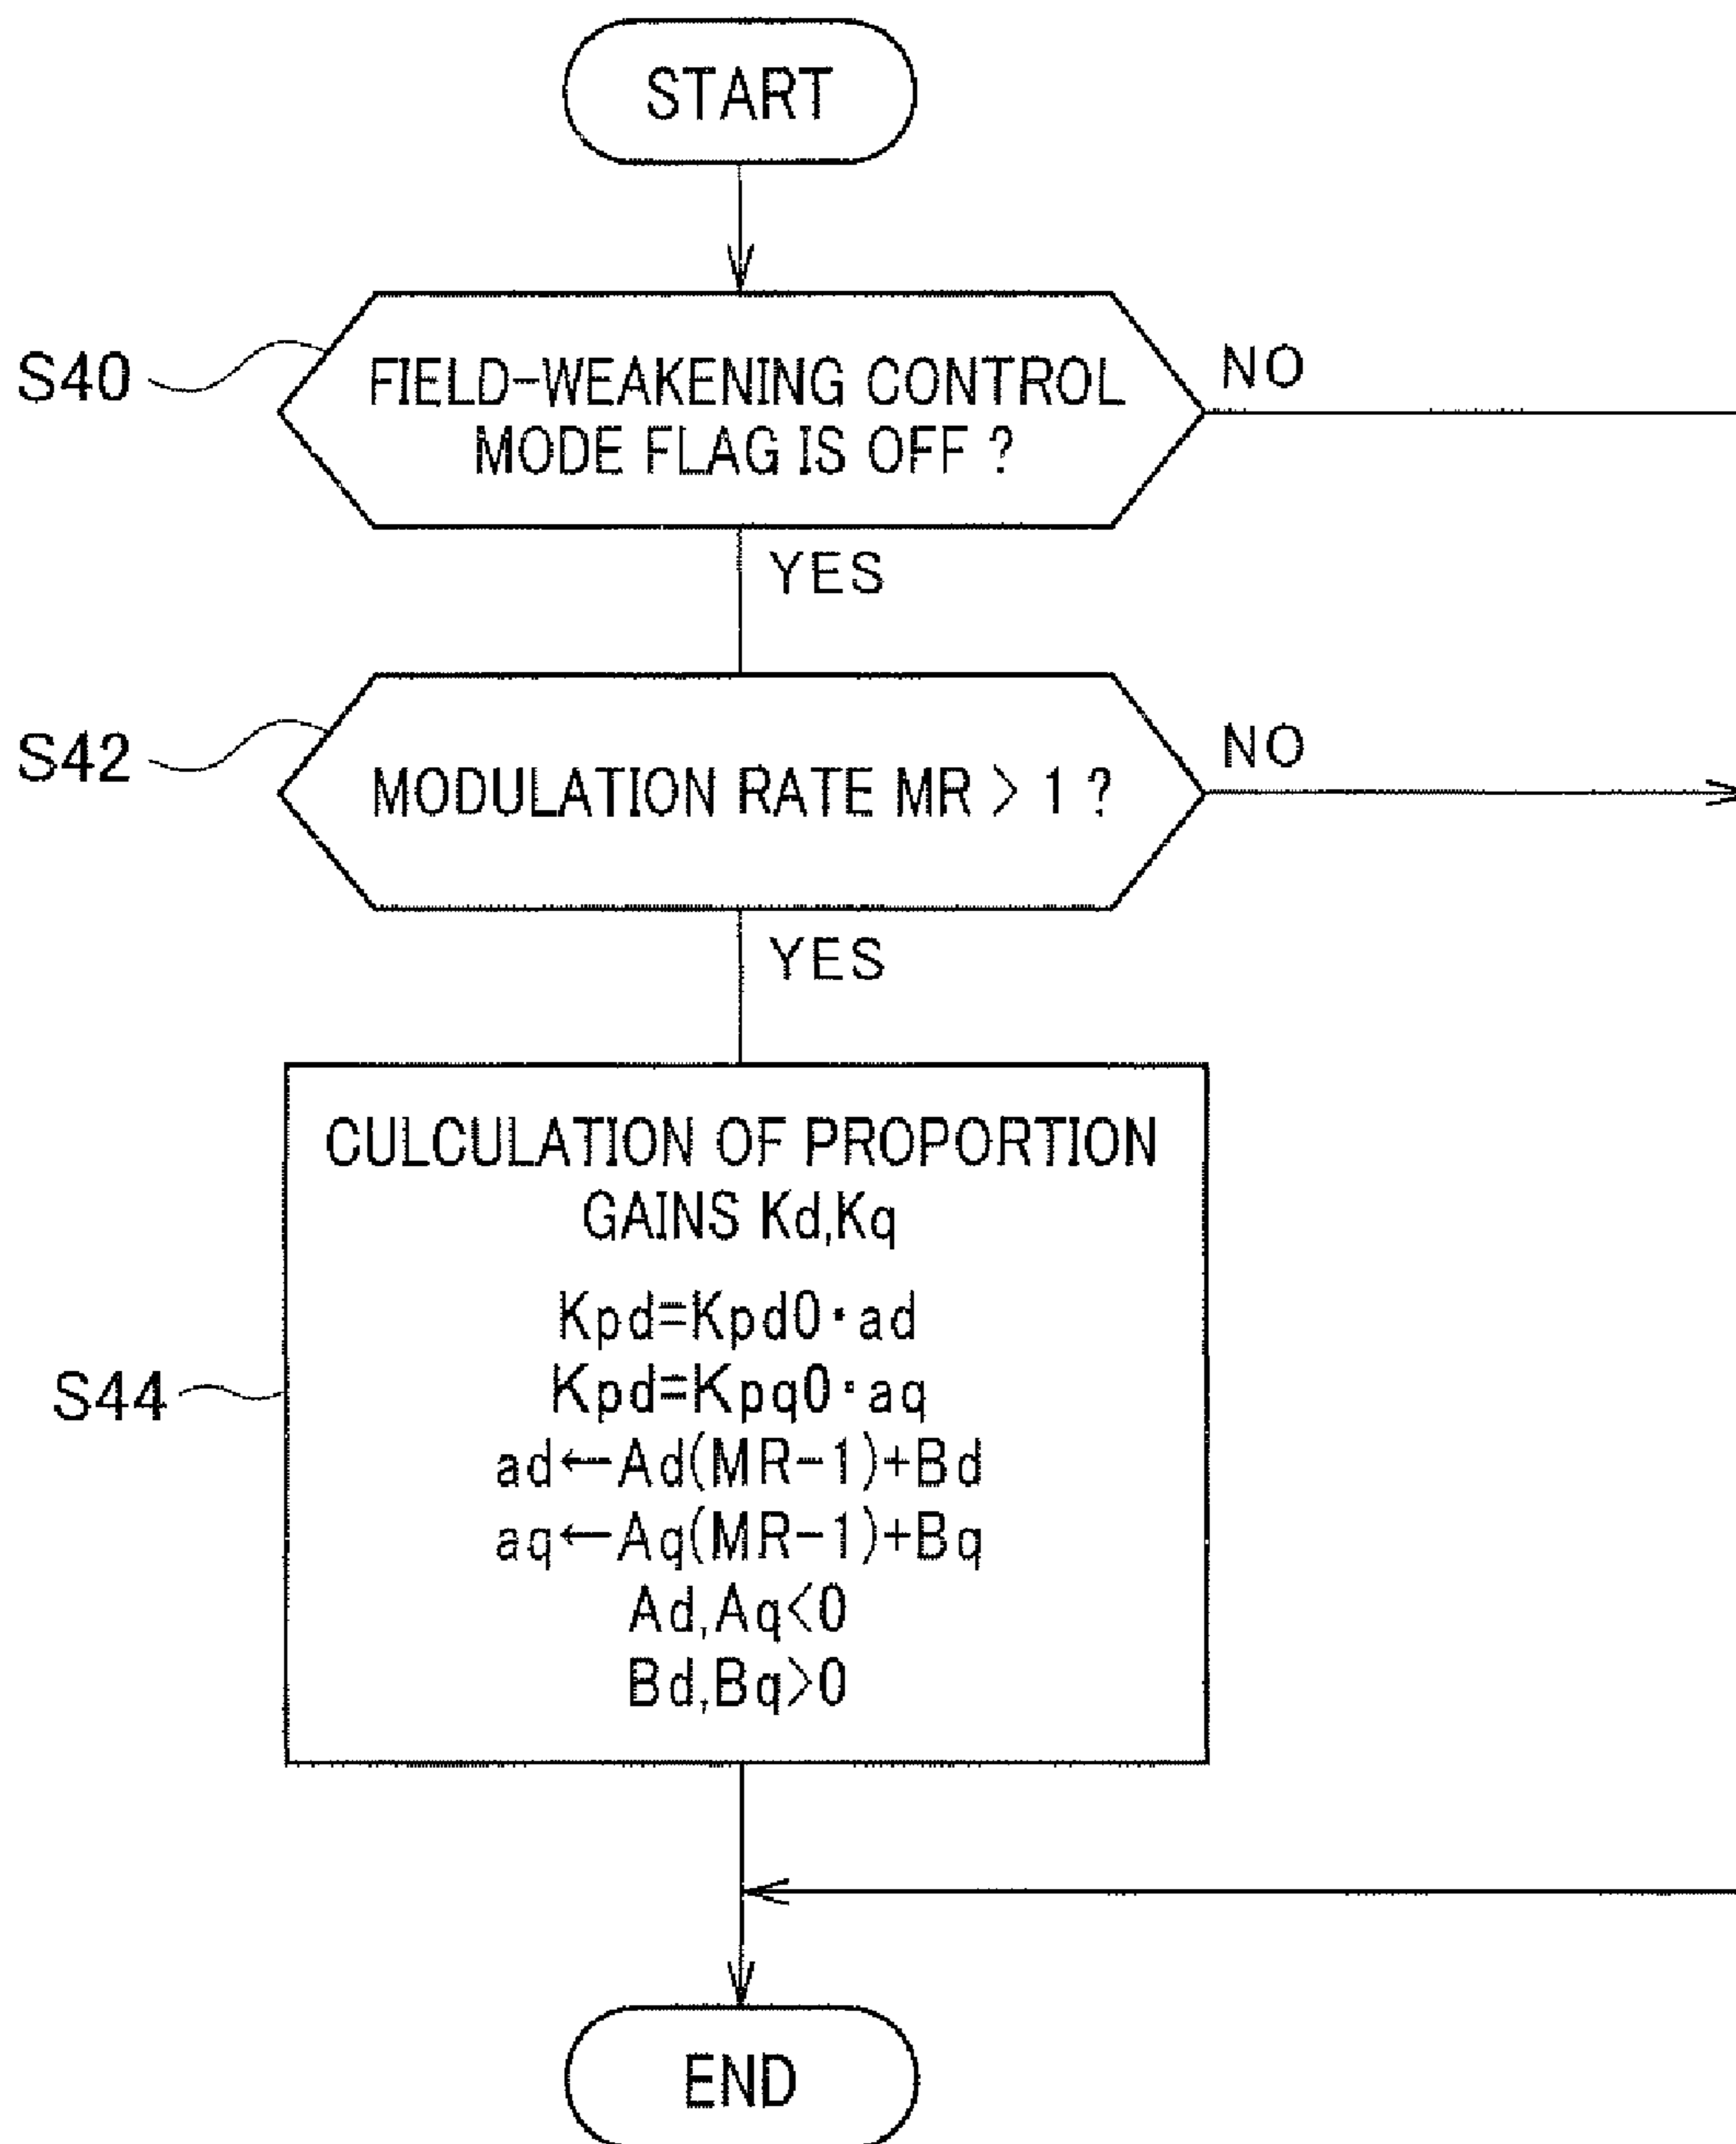 START
S40
FIELD-WEAKENING CONTROL
MODE FLAG IS OFF ?
NO
YES
S42
MODULATION RATE MR > 1 ?
NO
YES
S44
CULCULATION OF PROPORTION
GAINS Kd,Kq
Kpd=Kpd0·ad
Kpd=Kpq0·aq
ad←Ad(MR-1)+Bd
aq←Aq(MR-1)+Bq
Ad,Aq<0
Bd,Bq>0
END